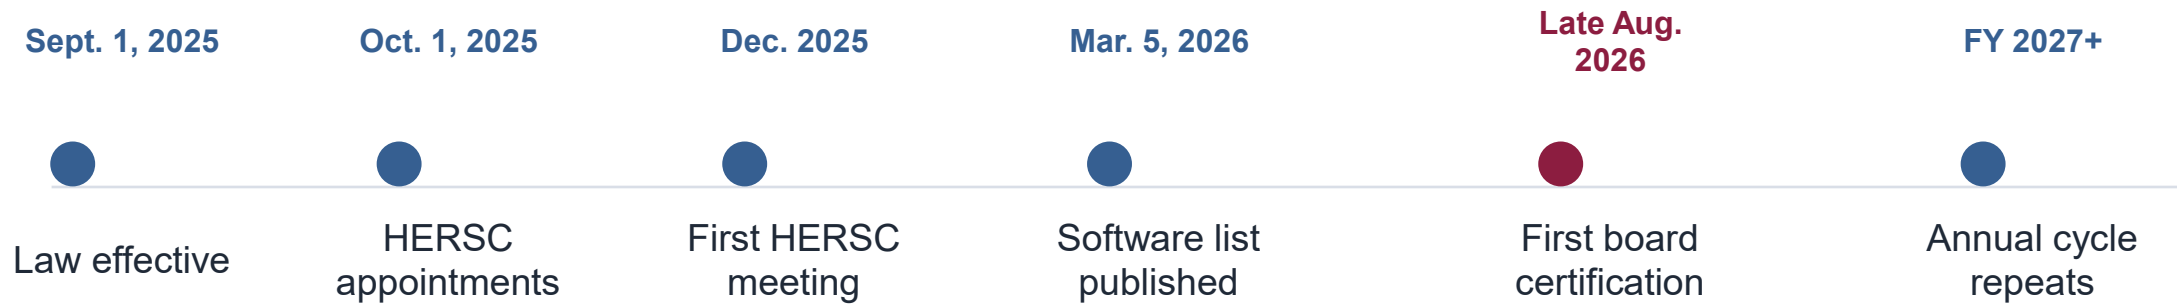 Sept. 1, 2025
Oct. 1, 2025
Dec. 2025
Mar. 5, 2026
Late Aug.
2026
FY 2027+
Law effective
HERSC
appointments
First HERSC
meeting
Software list
published
First board
certification
Annual cycle
repeats